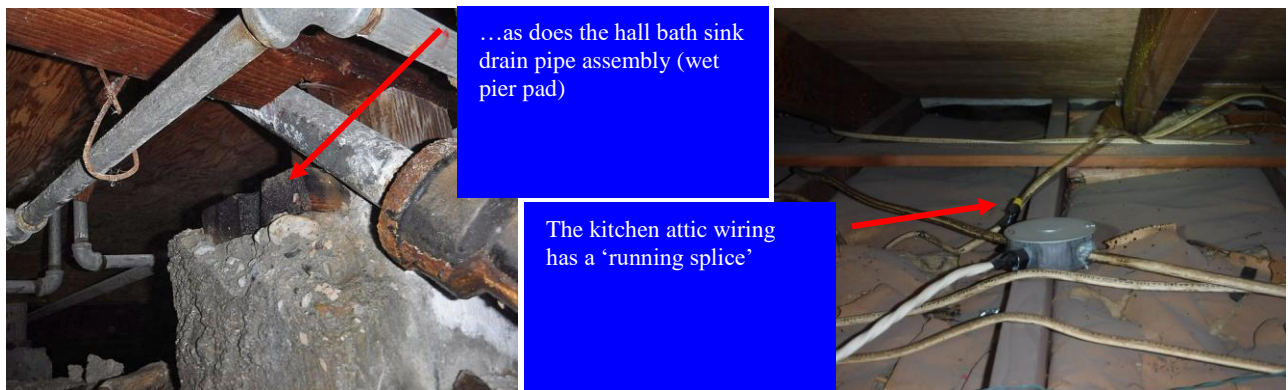 …as does the hall bath sink
drain pipe assembly (wet
pier pad)
The kitchen attic wiring
has a ‘running splice’